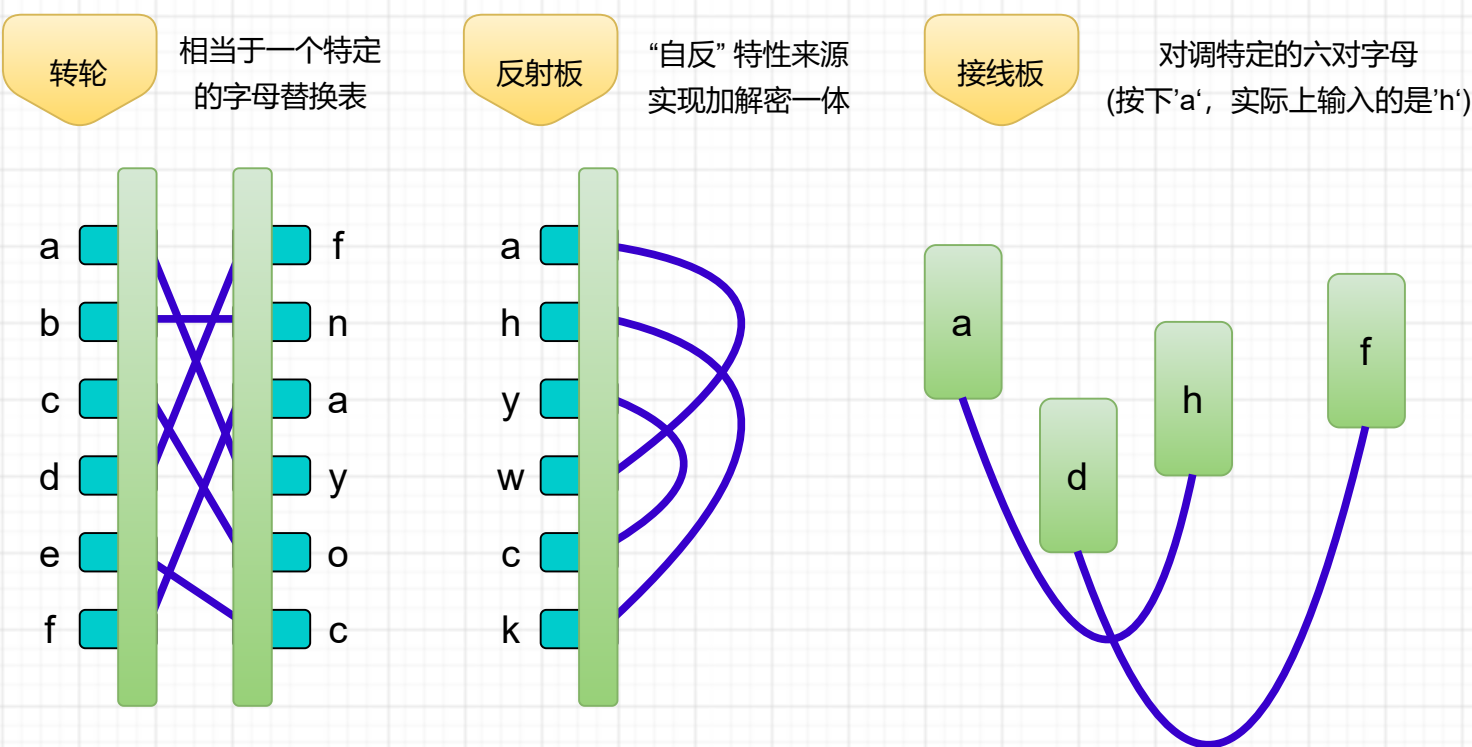 转轮
相当于一个特定
的字母替换表
反射板
“自反” 特性来源
实现加解密一体
接线板
对调特定的六对字母
(按下'a‘，实际上输入的是’h‘)
a
b
c
d
e
f
f
n
a
y
o
c
a
h
y
w
c
k
a
d
h
f